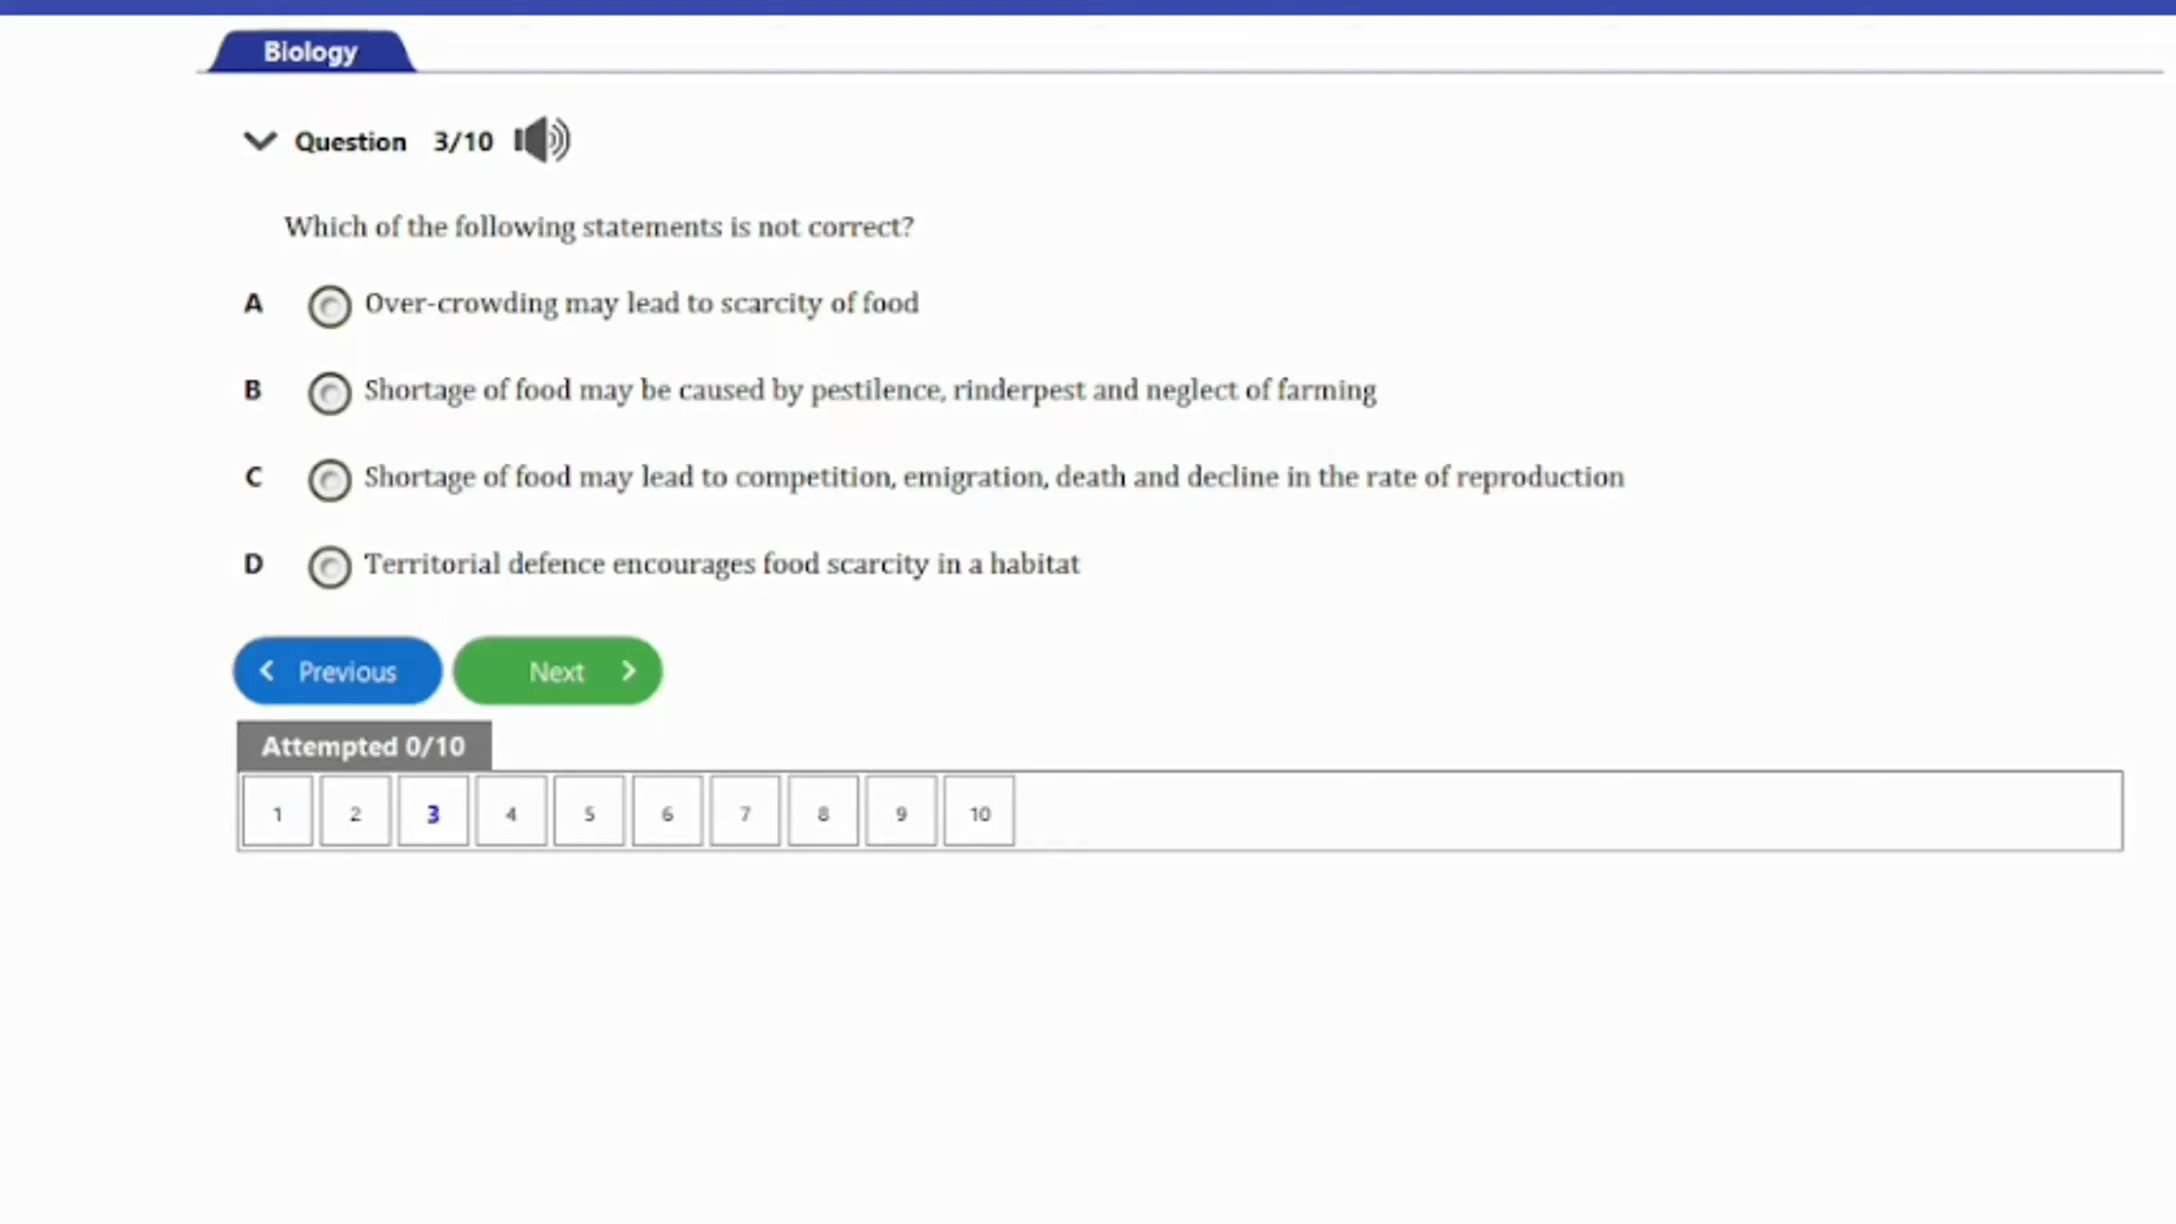 Biology
Question 3/10
Which of the following statements is not correct?
A Over-crowding may lead to scarcity of food
B Shortage of food may be caused by pestilence, rinderpest and neglect of farming
C Shortage of food may lead to competition, emigration, death and decline in the rate of reproduction
D Territorial defence encourages food scarcity in a habitat
Previous Next
Attempted 0/10
1 2 3 4 5 6 7 8 9 10